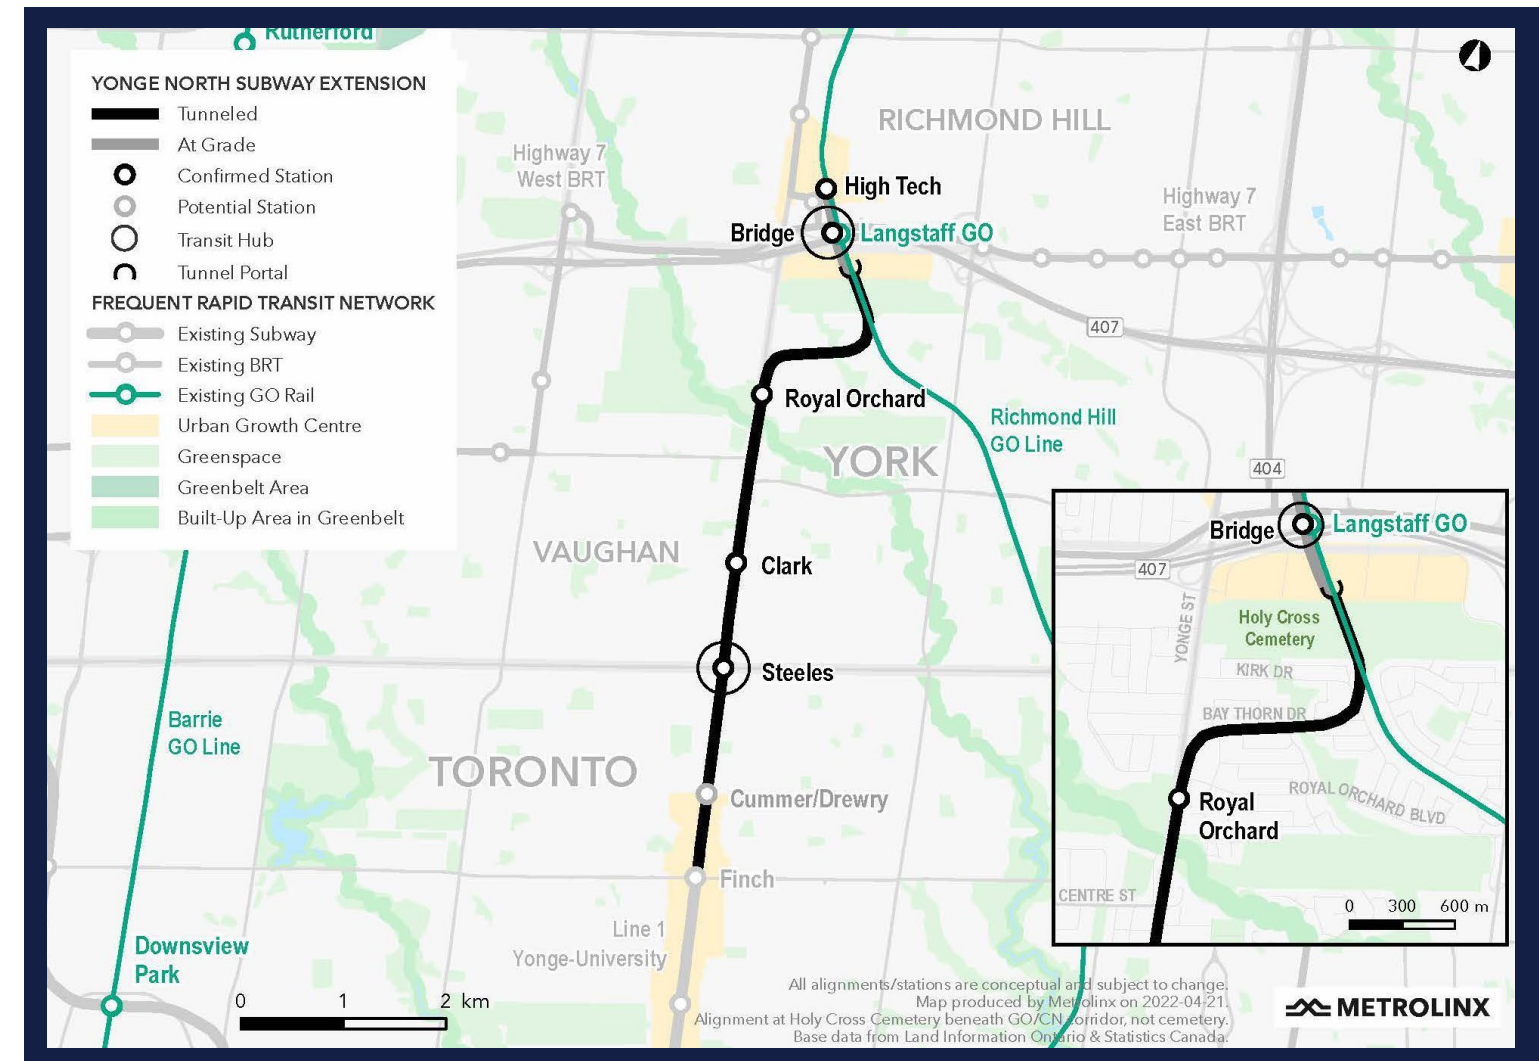 Rutherford
YONGE NORTH SUBWAY EXTENSION
Tunneled
At Grade
Confirmed Station
Potential Station
Transit Hub
Tunnel Portal
FREQUENT RAPID TRANSIT NETWORK
Existing Subway
Existing BRT
Existing GO Rail
Urban Growth Centre
Greenspace
Greenbelt Area
Built-Up Area in Greenbelt
RICHMOND HILL
Highway 7
West BRT
High Tech
Highway 7
East BRT
Bridge
Langstaff GO
407
Royal Orchard
Richmond Hill
GO Line
YORK
404
VAUGHAN
Clark
Steeles
Barrie
GO Line
TORONTO
Cummer/Drewry
Finch
Line 1
Yonge-University
Downsview
Park
0 1 2 km
Bridge
Langstaff GO
407
YONGE ST
Holy Cross
Cemetery
KIRK DR
BAY THORN DR
ROYAL ORCHARD BLVD
Royal
Orchard
CENTRE ST
0 300 600 m
All alignments/stations are conceptual and subject to change.
Map produced by Metrolinx on 2022-04-21.
Alignment at Holy Cross Cemetery beneath GO/CN corridor, not cemetery.
Base data from Land Information Ontario & Statistics Canada.
METROLINX